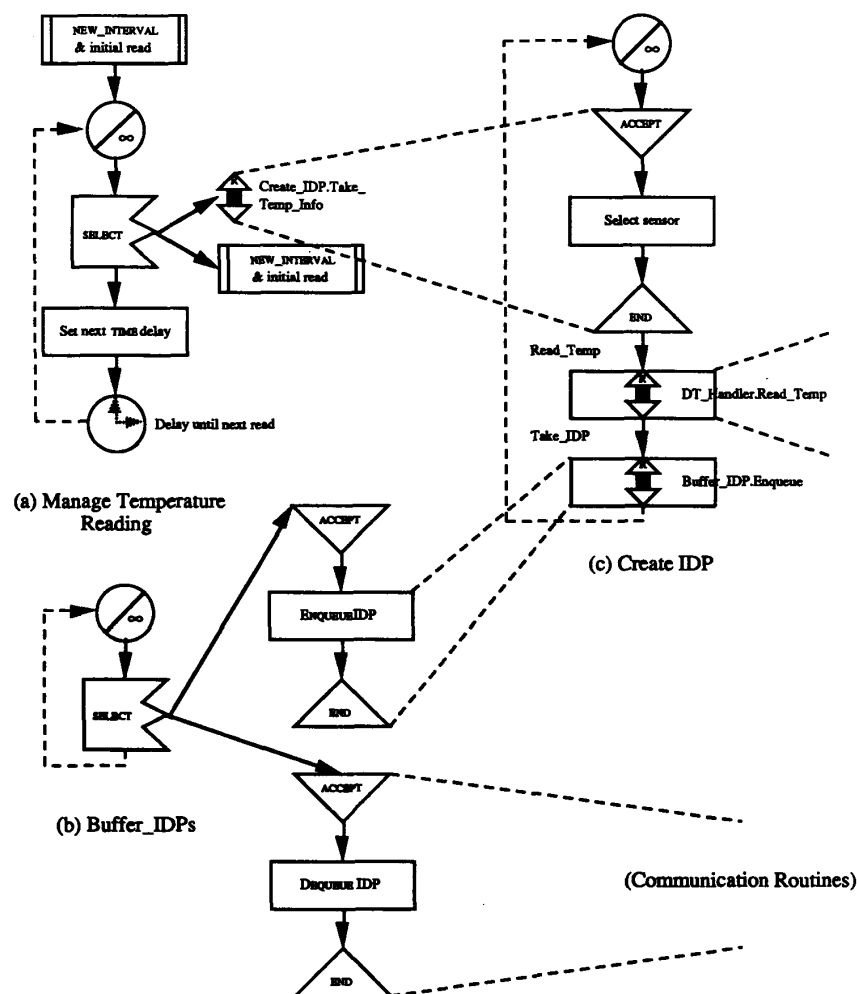 NEW_INTERVAL
& initial read
∞
SELECT
R
Create_IDP.Take_
Temp_Info
NEW_INTERVAL
& initial read
Set next TIME delay
Delay until next read
(a) Manage Temperature
Reading
∞
ACCEPT
Select sensor
END
Read_Temp
R
DT_Handler.Read_Temp
Take_IDP
R
Buffer_IDP.Enqueue
(c) Create IDP
∞
SELECT
(b) Buffer_IDPs
ACCEPT
ENQUEUE IDP
END
ACCEPT
DEQUEUE IDP
END
(Communication Routines)